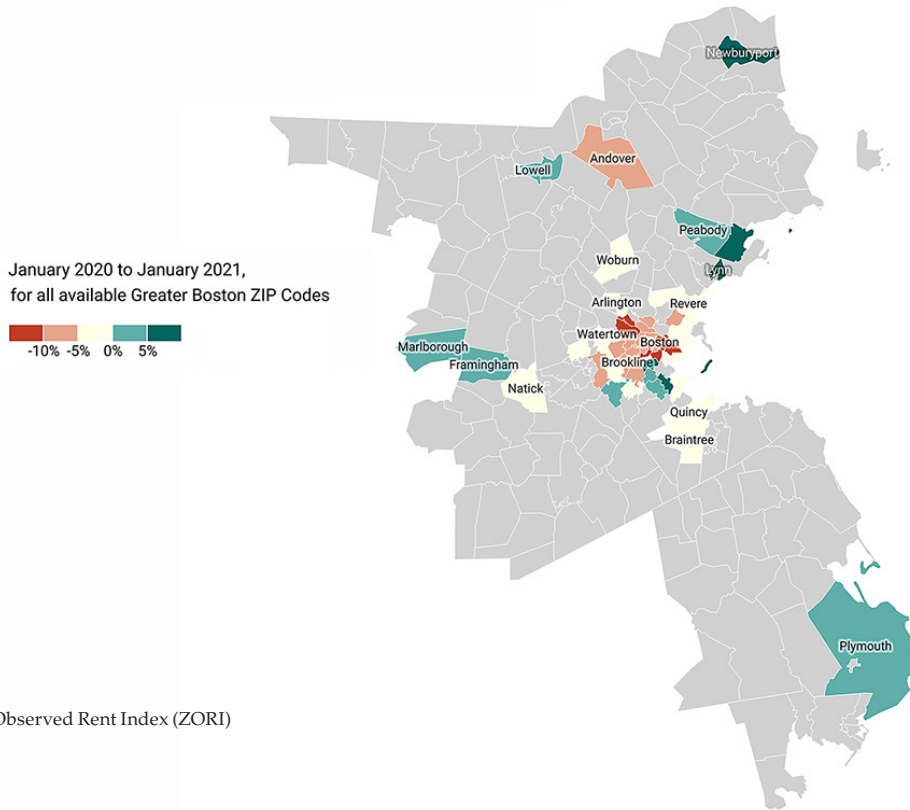 Newburyport
Andover
Lowell
Peabody
Lynn
Woburn
January 2020 to January 2021,
for all available Greater Boston ZIP Codes
-10% -5% 0% 5%
Arlington
Revere
Watertown
Boston
Marlborough
Brookline
Framingham
Natick
Quincy
Braintree
Plymouth
Observed Rent Index (ZORI)